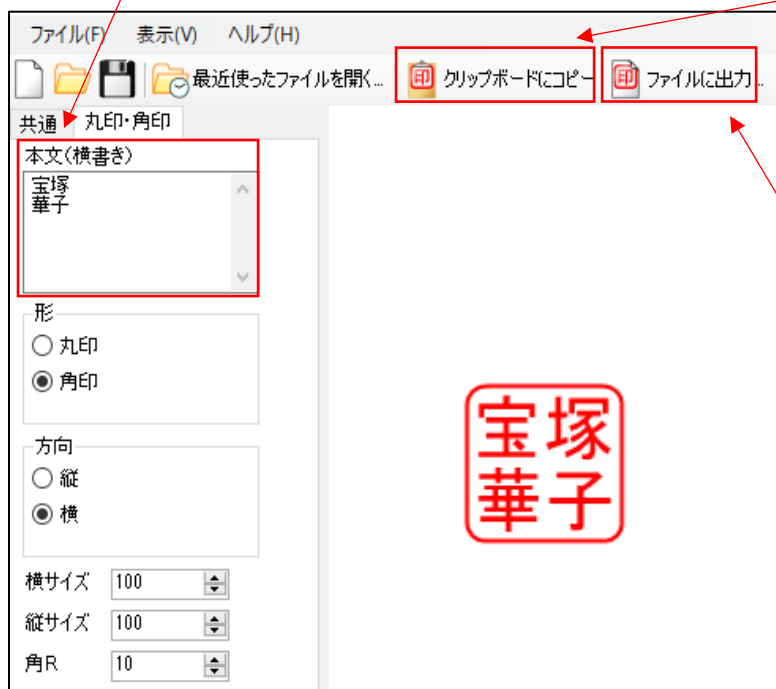 ファイル(F) 表示(V) ヘルプ(H)
最近使ったファイルを開く... 印 クリップボードにコピー 印 ファイルに出力...
共通 丸印・角印
本文(横書き)
宝塚
華子
形
丸印
角印
方向
縦
横
横サイズ 100
縦サイズ 100
角R 10
宝塚
華子